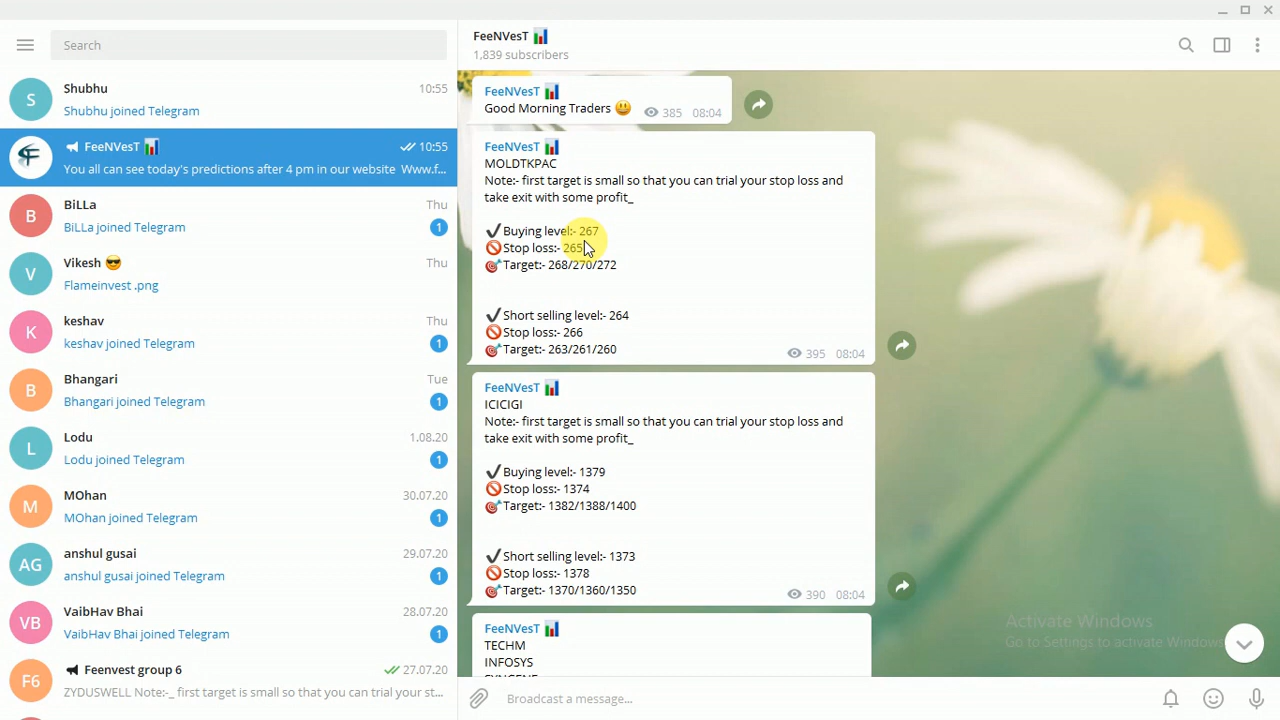 Search
Shubhu 10:55
Shubhu joined Telegram
FeeNVesT 📊 10:55
You all can see today's predictions after 4 pm in our website Www.f...
BiLLa Thu
BiLLa joined Telegram 1
Vikesh 😎 Thu
Flameinvest .png
keshav Thu
keshav joined Telegram 1
Bhangari Tue
Bhangari joined Telegram 1
Lodu 1.08.20
Lodu joined Telegram 1
MOhan 30.07.20
MOhan joined Telegram 1
anshul gusai 29.07.20
anshul gusai joined Telegram 1
VaibHav Bhai 28.07.20
VaibHav Bhai joined Telegram 1
Feenvest group 6 27.07.20
ZYDUSWELL Note:-_ first target is small so that you can trial your st...
S
B
V
K
B
L
M
AG
VB
F6
FeeNVesT 📊
1,839 subscribers
FeeNVesT 📊
Good Morning Traders 😃 385 08:04
FeeNVesT 📊
MOLDTKPAC
Note:- first target is small so that you can trial your stop loss and
take exit with some profit_
✔Buying level:- 267
🚫Stop loss:- 265
🎯Target:- 268/270/272
✔Short selling level:- 264
🚫Stop loss:- 266
🎯Target:- 263/261/260
395 08:04
FeeNVesT 📊
ICICIGI
Note:- first target is small so that you can trial your stop loss and
take exit with some profit_
✔Buying level:- 1379
🚫Stop loss:- 1374
🎯Target:- 1382/1388/1400
✔Short selling level:- 1373
🚫Stop loss:- 1378
🎯Target:- 1370/1360/1350
390 08:04
FeeNVesT 📊
TECHM
INFOSYS
Activate Windows
Go to Settings to activate Windows
Broadcast a message...